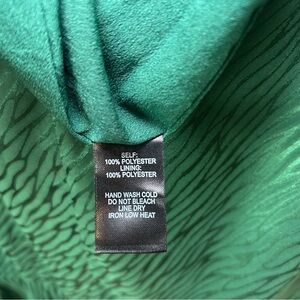 SELF:
100% POLYESTER
LINING:
100% POLYESTER
HAND WASH COLD
DO NOT BLEACH
LINE DRY
IRON LOW HEAT